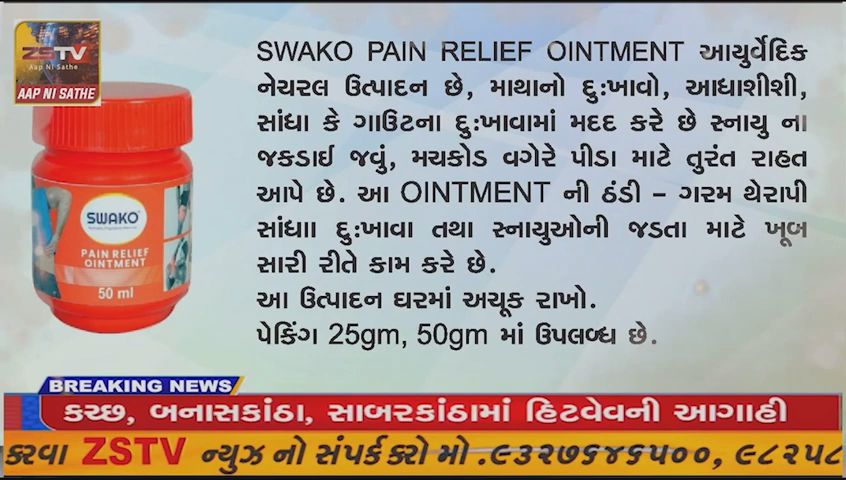 ZSTV
Aap Ni Sathe
AAP NI SATHE
SWAKO
PAIN RELIEF
OINTMENT
50 ml
SWAKO PAIN RELIEF OINTMENT આયુર્વેદિક
નેચરલ ઉત્પાદન છે, માથાનો દુઃખાવો, આધાશીશી,
સાંધા કે ગાઉટના દુઃખાવામાં મદદ કરે છે સ્નાયુ ના
જકડાઈ જવું, મચકોડ વગેરે પીડા માટે તુરંત રાહત
આપે છે. આ OINTMENT ની ઠંડી – ગરમ થેરાપી
સાંધાા દુઃખાવા તથા સ્નાયુઓની જડતા માટે ખૂબ
સારી રીતે કામ કરે છે.
આ ઉત્પાદન ઘરમાં અચૂક રાખો.
પેકિંગ 25gm, 50gm માં ઉપલબ્ધ છે.
BREAKING NEWS
કચ્છ, બનાસકાંઠા, સાબરકાંઠામાં હિટવેવની આગાહી
કરવા ZSTV ન્યુઝ નો સંપર્ક કરો મો .૯૩૨૭૬૪૬૫૦૦, ૯૮૨૫૮